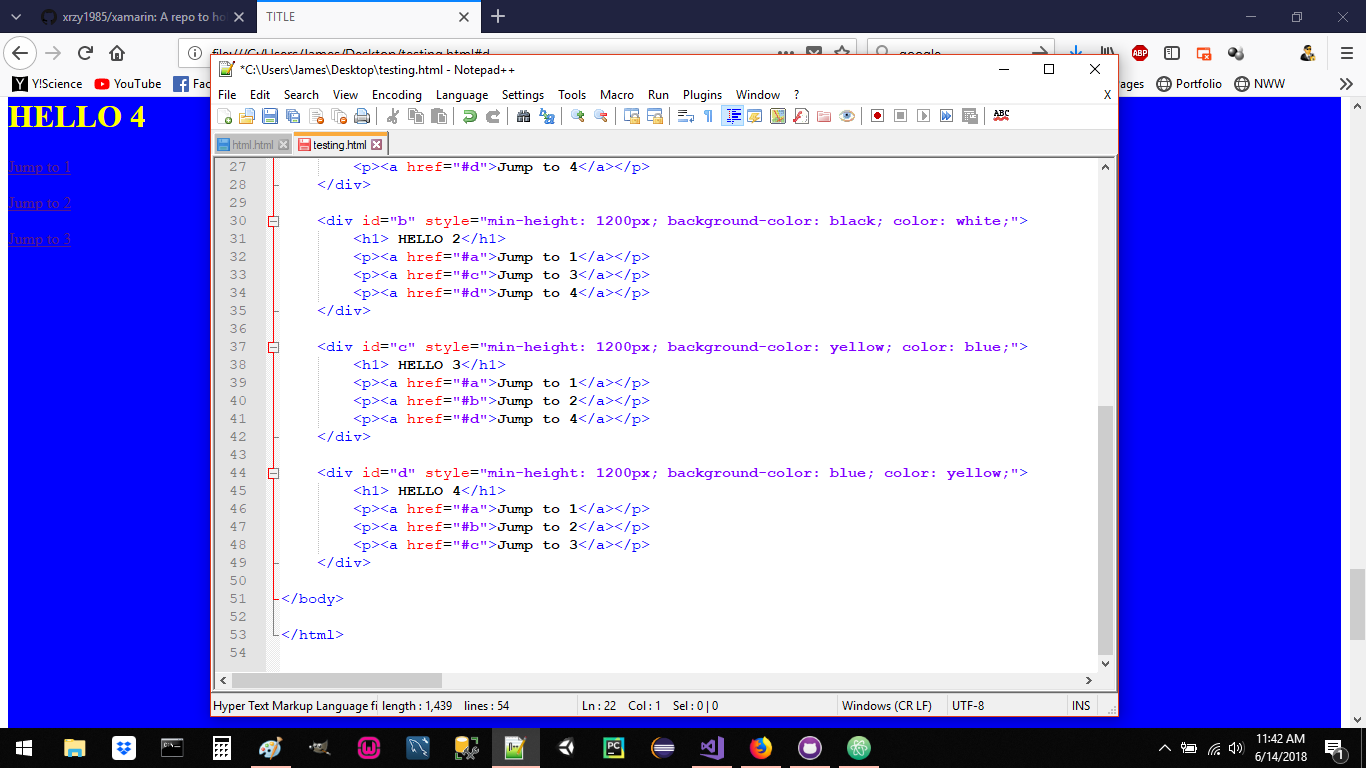 xrzy1985/xamarin: A repo to ho
TITLE
file:///C:/Users/James/Desktop/testing.html#d
google
Y!Science
YouTube
Fac
ages
Portfolio
NWW
ABP
HELLO 4
Jump to 1
Jump to 2
Jump to 3
*C:\Users\James\Desktop\testing.html - Notepad++
File Edit Search View Encoding Language Settings Tools Macro Run Plugins Window ? X
ABC
html.html testing.html
27 <p><a href="#d">Jump to 4</a></p>
28 </div>
29
30 <div id="b" style="min-height: 1200px; background-color: black; color: white;">
31 <h1> HELLO 2</h1>
32 <p><a href="#a">Jump to 1</a></p>
33 <p><a href="#c">Jump to 3</a></p>
34 <p><a href="#d">Jump to 4</a></p>
35 </div>
36
37 <div id="c" style="min-height: 1200px; background-color: yellow; color: blue;">
38 <h1> HELLO 3</h1>
39 <p><a href="#a">Jump to 1</a></p>
40 <p><a href="#b">Jump to 2</a></p>
41 <p><a href="#d">Jump to 4</a></p>
42 </div>
43
44 <div id="d" style="min-height: 1200px; background-color: blue; color: yellow;">
45 <h1> HELLO 4</h1>
46 <p><a href="#a">Jump to 1</a></p>
47 <p><a href="#b">Jump to 2</a></p>
48 <p><a href="#c">Jump to 3</a></p>
49 </div>
50
51 </body>
52
53 </html>
54
Hyper Text Markup Language fi length : 1,439 lines : 54 Ln : 22 Col : 1 Sel : 0 | 0 Windows (CR LF) UTF-8 INS
PC
11:42 AM
6/14/2018
1